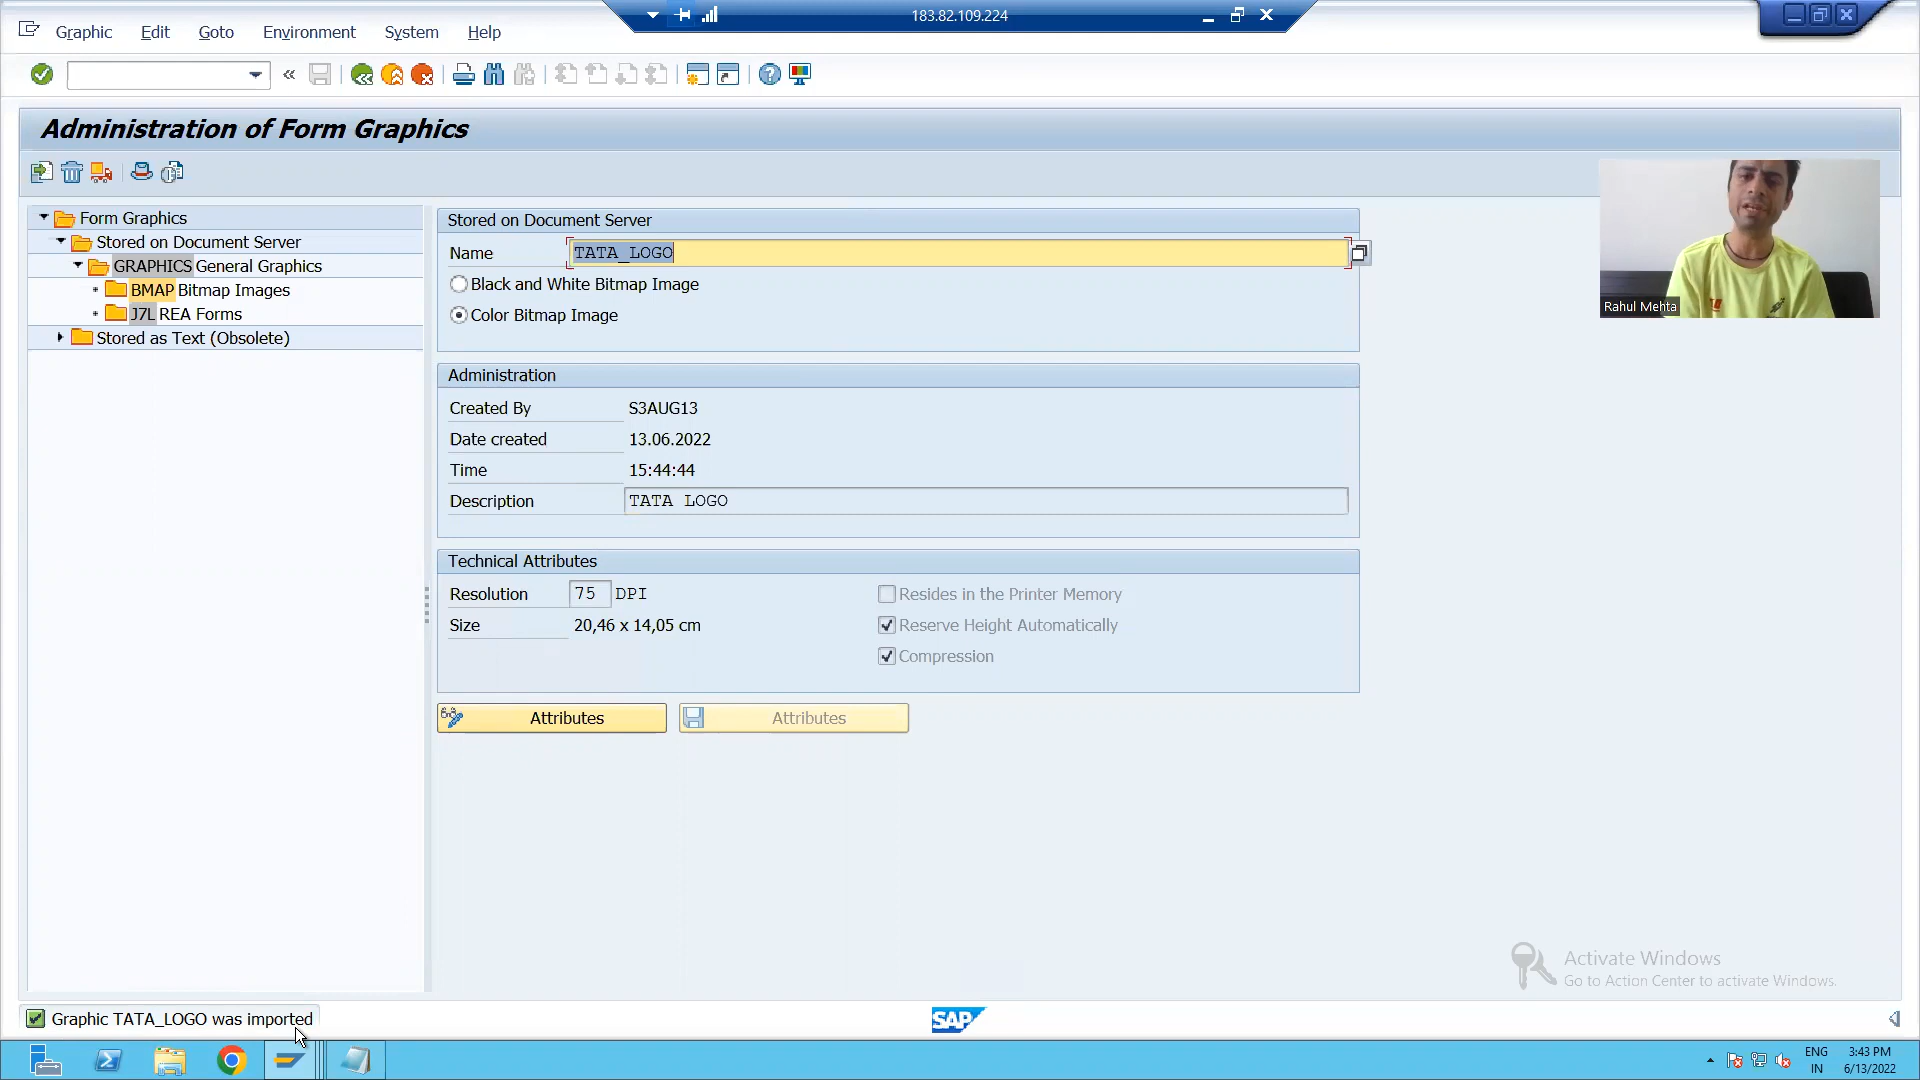 183.82.109.224
Graphic Edit Goto Environment System Help
Administration of Form Graphics
Form Graphics
Stored on Document Server
GRAPHICS General Graphics
BMAP Bitmap Images
J7L REA Forms
Stored as Text (Obsolete)
Stored on Document Server
Name TATA_LOGO
Black and White Bitmap Image
Color Bitmap Image
Administration
Created By S3AUG13
Date created 13.06.2022
Time 15:44:44
Description TATA LOGO
Technical Attributes
Resolution 75 DPI Resides in the Printer Memory
Size 20,46 x 14,05 cm Reserve Height Automatically
Compression
Attributes Attributes
Rahul Mehta
Activate Windows
Go to Action Center to activate Windows.
Graphic TATA_LOGO was imported
SAP
ENG 3:43 PM
IN 6/13/2022